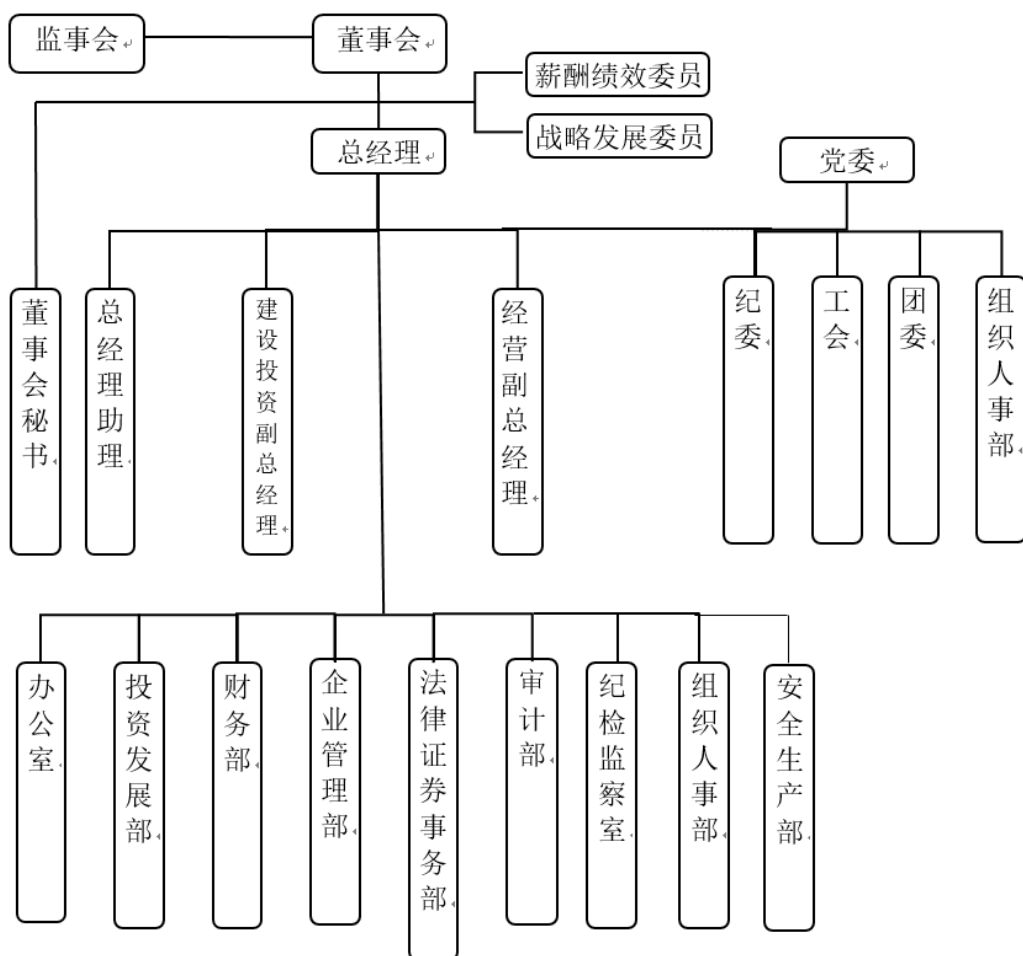 监事会
董事会
薪酬绩效委员
战略发展委员
总经理
党委
董事会秘书
总经理助理
建设投资副总经理
经营副总经理
纪委
工会
团委
组织人事部
办公室
投资发展部
财务部
企业管理部
法律证券事务部
审计部
纪检监察室
组织人事部
安全生产部